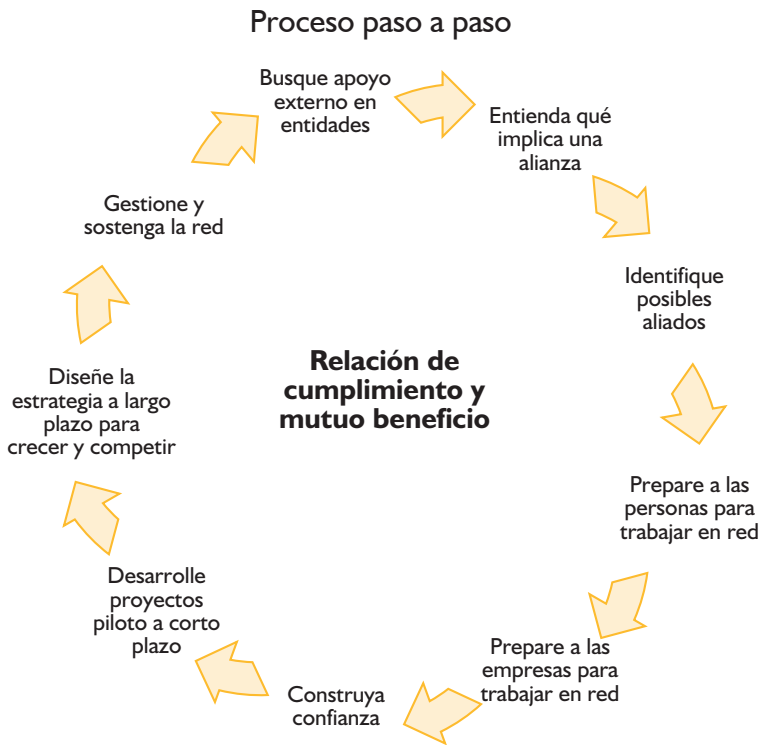 Proceso paso a paso
Busque apoyo
externo en
entidades
Entienda qué
implica una
alianza
Identifique
posibles
aliados
Prepare a las
personas para
trabajar en red
Prepare a las
empresas para
trabajar en red
Construya
confianza
Desarrolle
proyectos
piloto a corto
plazo
Diseñe la
estrategia a largo
plazo para
crecer y competir
Gestione y
sostenga la red
Relación de
cumplimiento y
mutuo beneficio